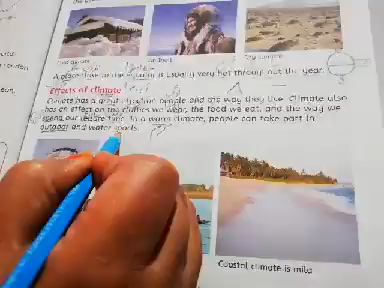 A place close to the equator is usually very hot throughout the year.
Effects of climate
Climate has a great effect on people and the way they live. Climate also
has an effect on the clothes we wear, the food we eat, and the way we
spend our leisure time. In a warm climate, people can take part in
outdoor and water sports.
Coastal climate is mild